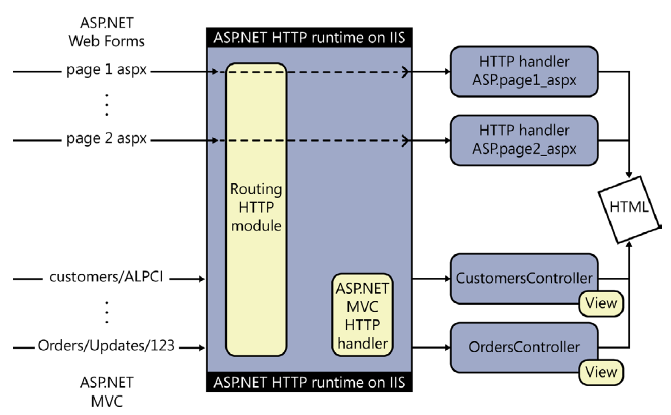 ASP.NET
Web Forms
ASP.NET HTTP runtime on IIS
page 1 aspx
HTTP handler
ASP.page1_aspx
page 2 aspx
HTTP handler
ASP.page2_aspx
Routing
HTTP
module
HTML
customers/ALPCI
ASP.NET
MVC
HTTP
handler
CustomersController
View
Orders/Updates/123
OrdersController
View
ASP.NET HTTP runtime on IIS
ASP.NET
MVC